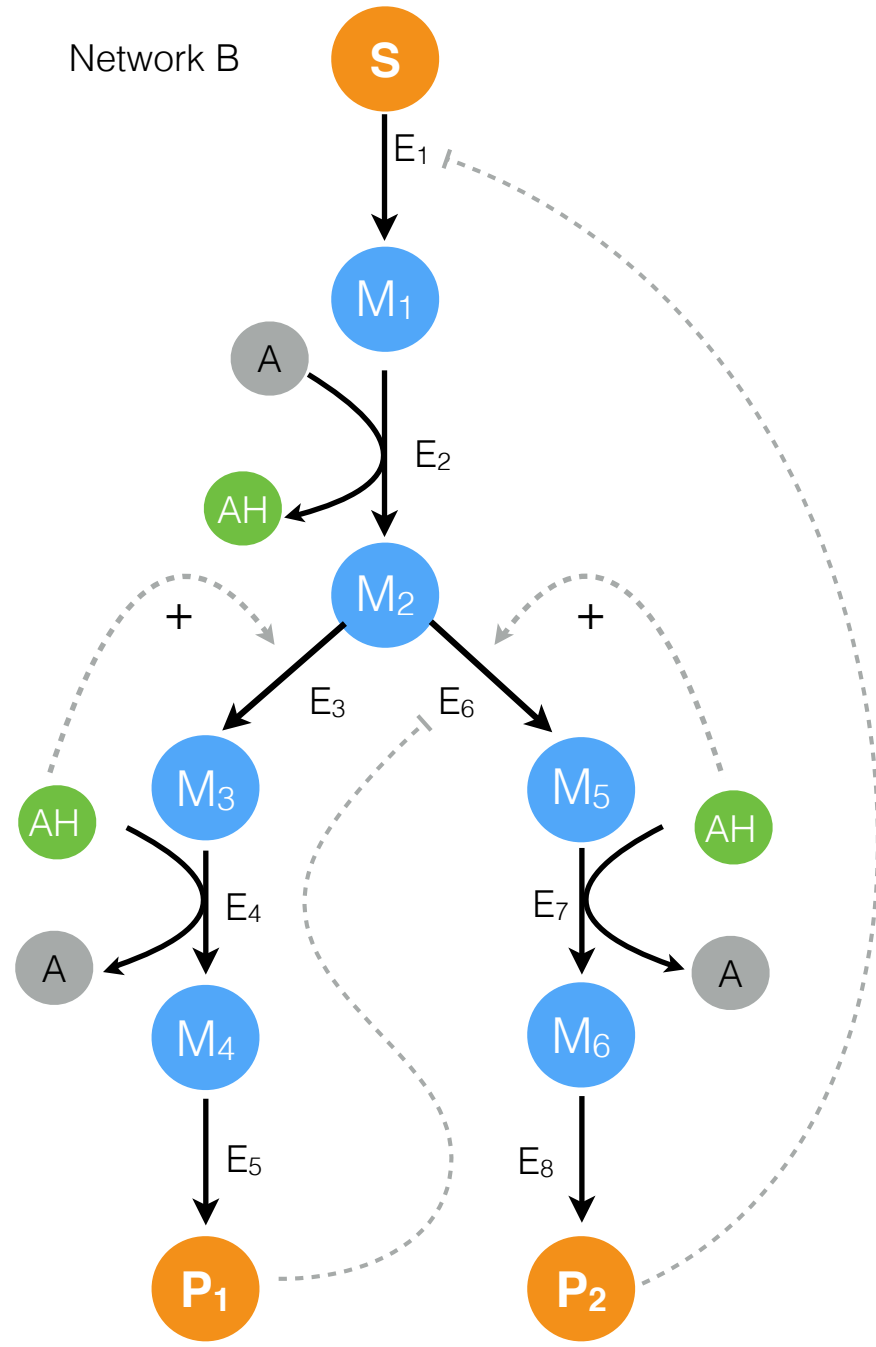 Network B
S
E₁
M₁
A
E₂
AH
M₂
+
+
E₃
E₆
M₃
M₅
AH
AH
E₄
E₇
A
A
M₄
M₆
E₅
E₈
P₁
P₂